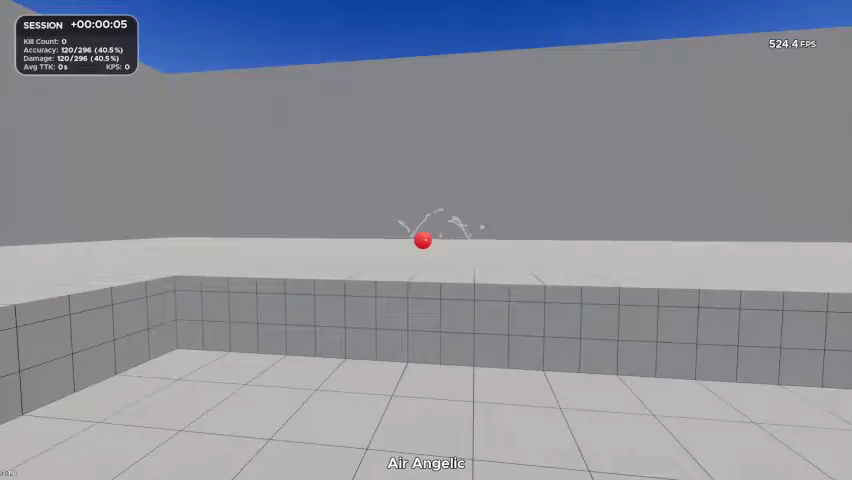 SESSION +00:00:05
Kill Count: 0
Accuracy: 120/296 (40.5%)
Damage: 120/296 (40.5%)
Avg TTK: 0s KPS: 0
524.4 FPS
Air Angelic